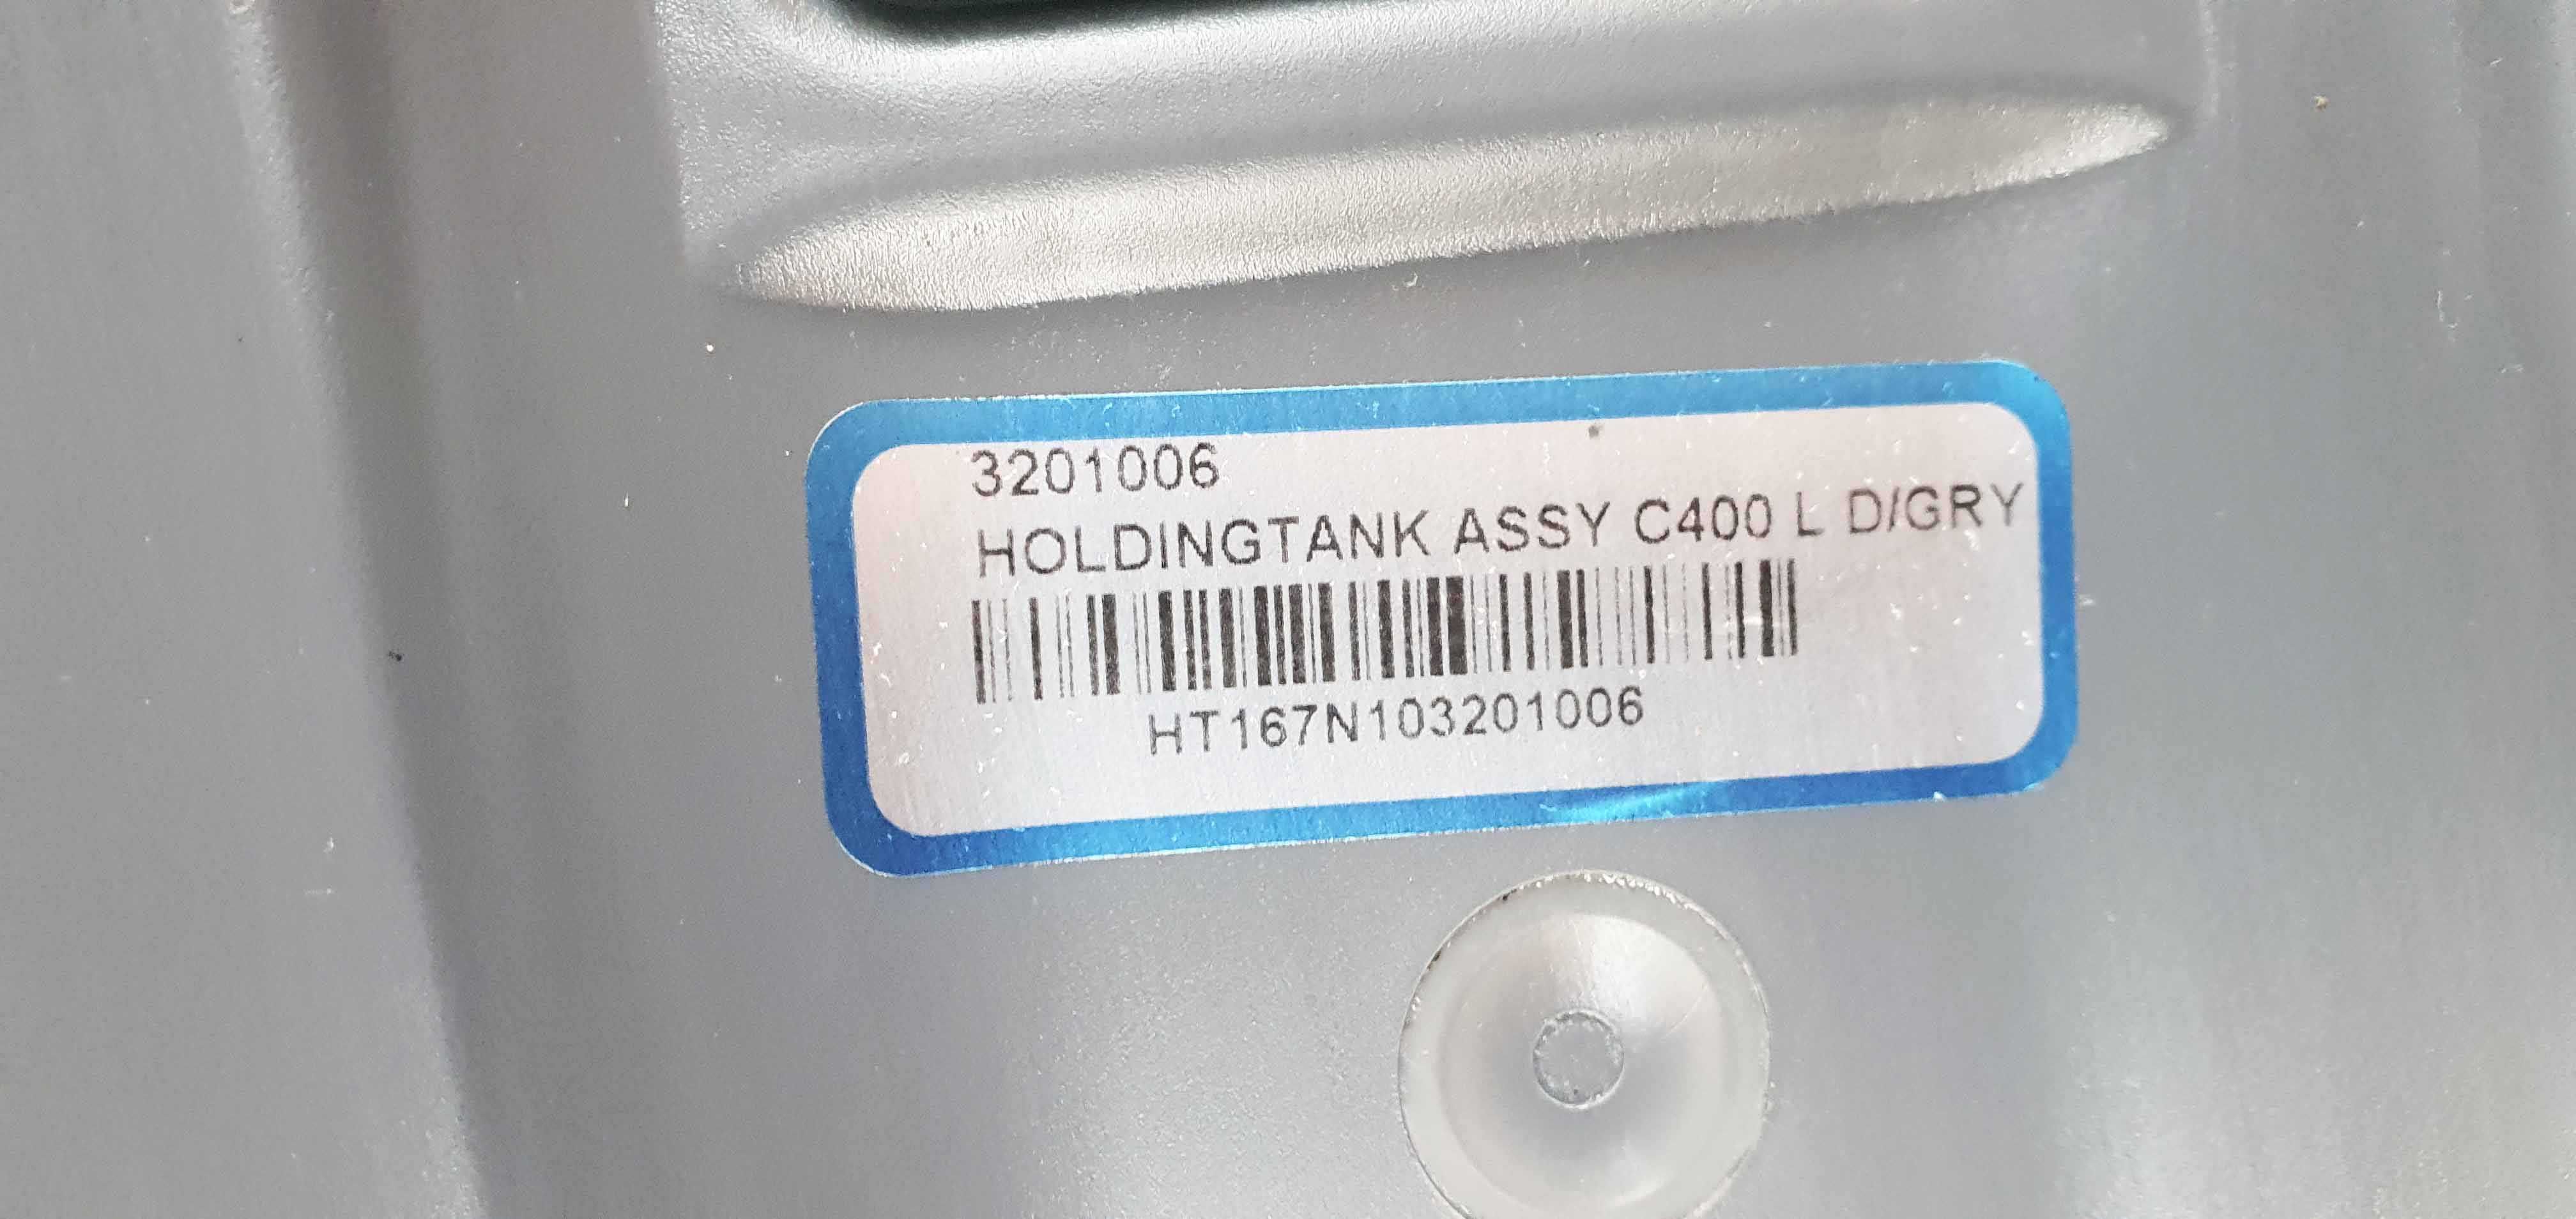 3201006
HOLDINGTANK ASSY C400 L D/GRY
HT167N103201006